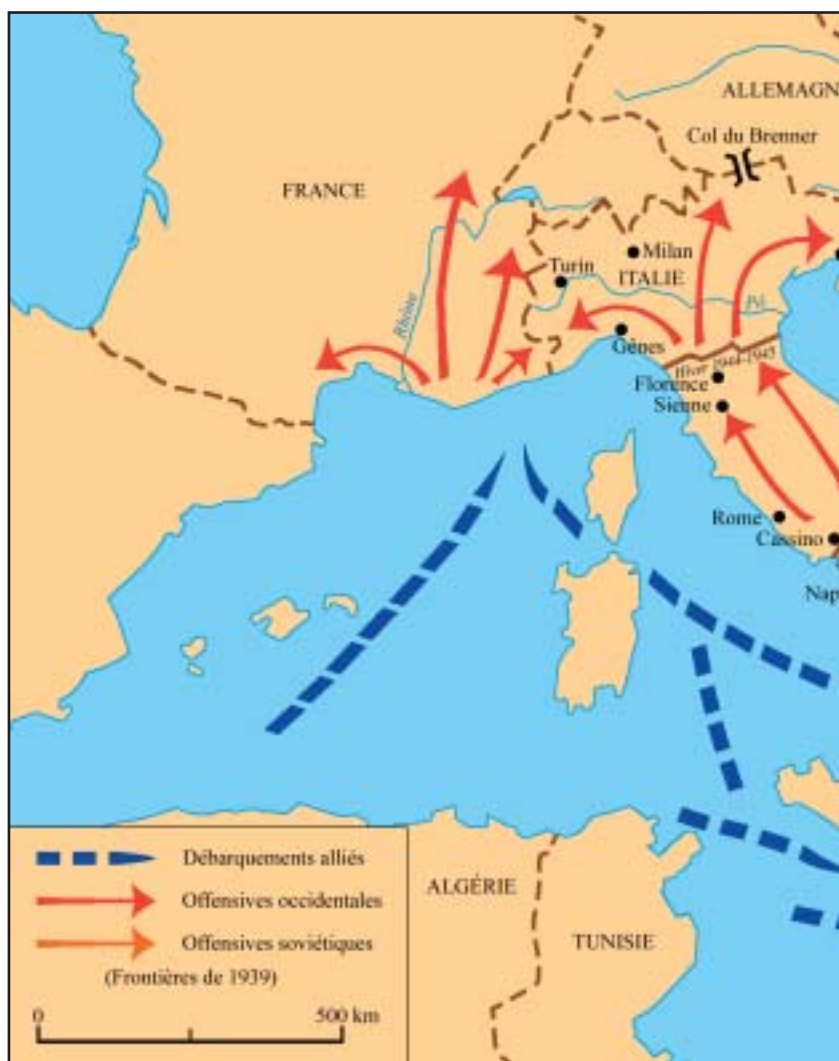 ALLEMAGN
Col du Brenner
FRANCE
Milan
Turin
ITALIE
Rhône
Pô
Gênes
Hiver 1944-1945
Florence
Sienne
Rome
Cassino
Nap
ALGÉRIE
TUNISIE
Débarquements alliés
Offensives occidentales
Offensives soviétiques
(Frontières de 1939)
0 500 km